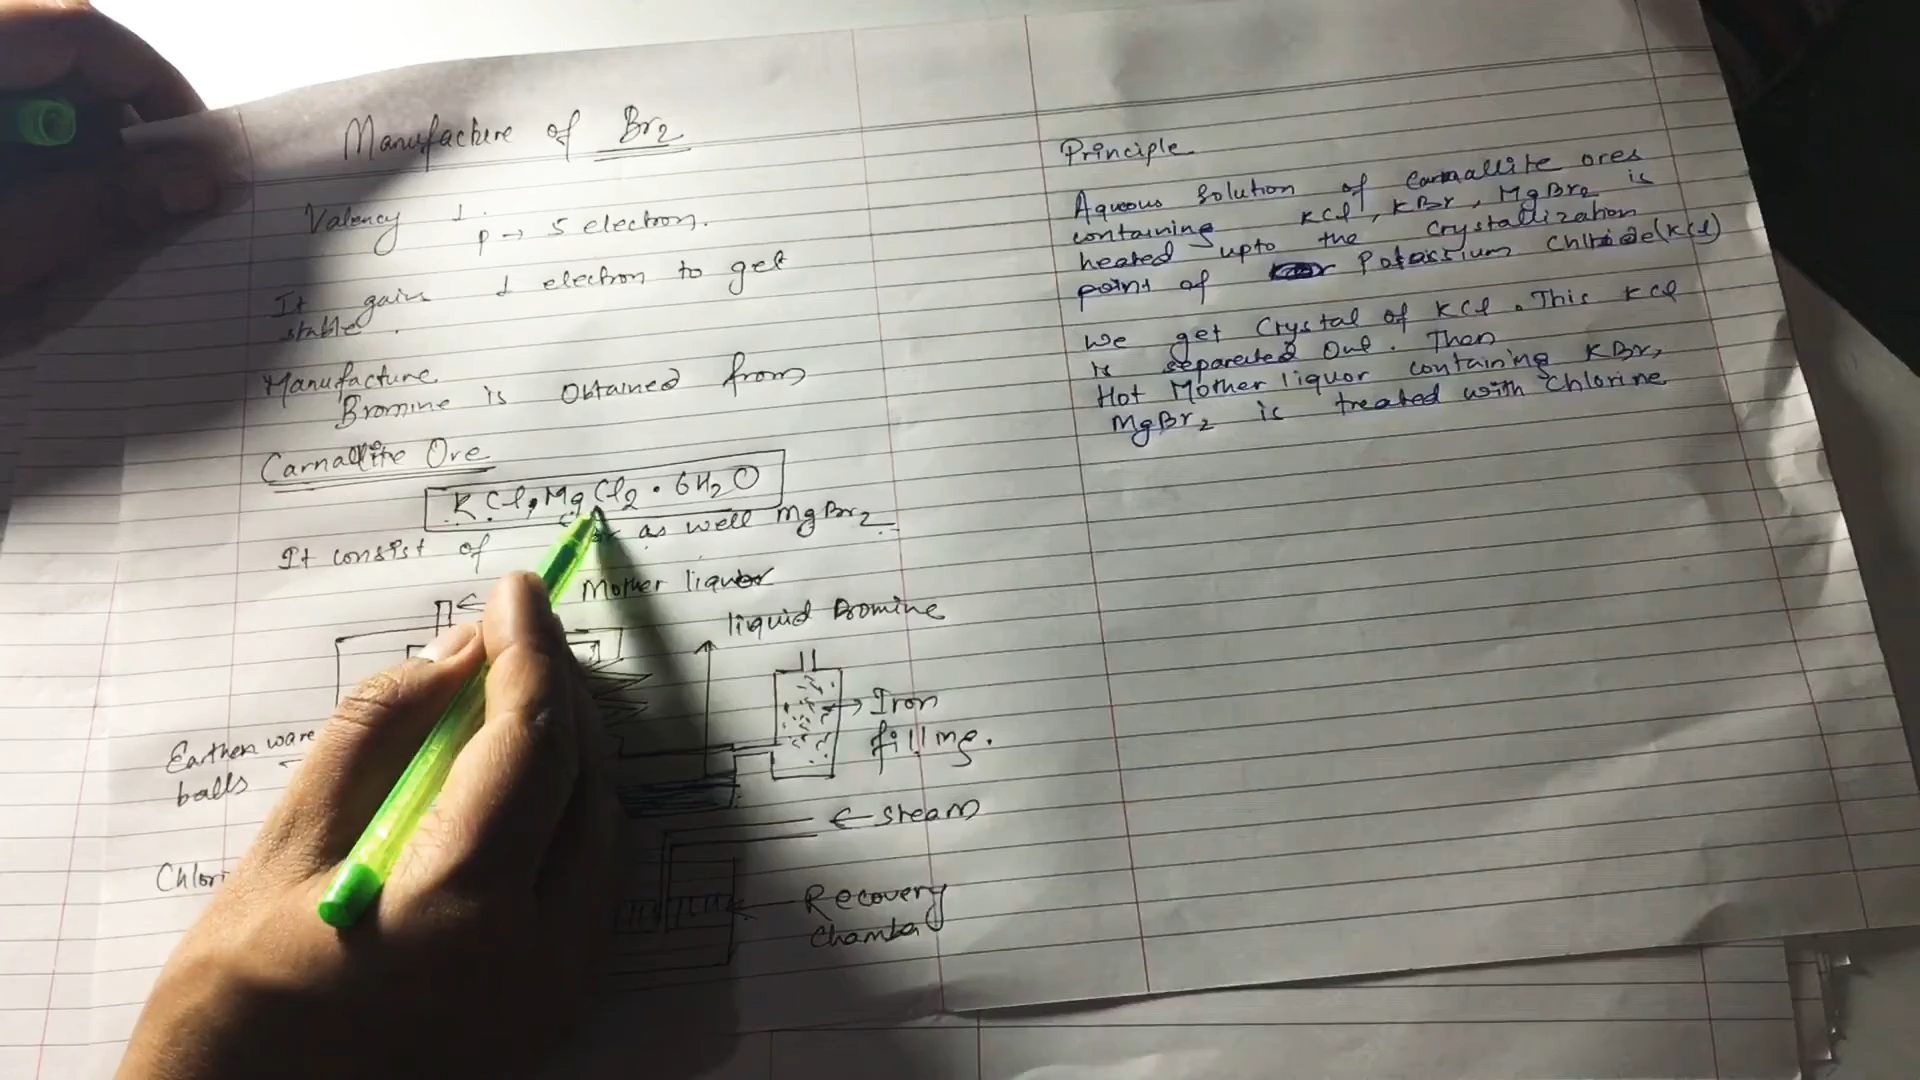 Manufacture of Br2
Valency 1.
p → 5 electron.
It gains 1 electron to get
stable.
Manufacture
Bromine is Obtained from
Carnallite Ore
KCl, MgCl2 · 6H2O
It consist of as well MgBr2
Mother liquor
liquid Bromine
Iron
filling.
Earthen ware
balls
← steam
Chlori
Recovery
chamber
Principle
Aqueous Solution of Carnallite ores
containing KCl, KBr, MgBr2 is
heated upto the Crystallization
point of Potassium Chloride(KCl)
We get Crystal of KCl. This KCl
is separated Out. Then
Hot Mother liquor containing KBr,
MgBr2 is treated with Chlorine